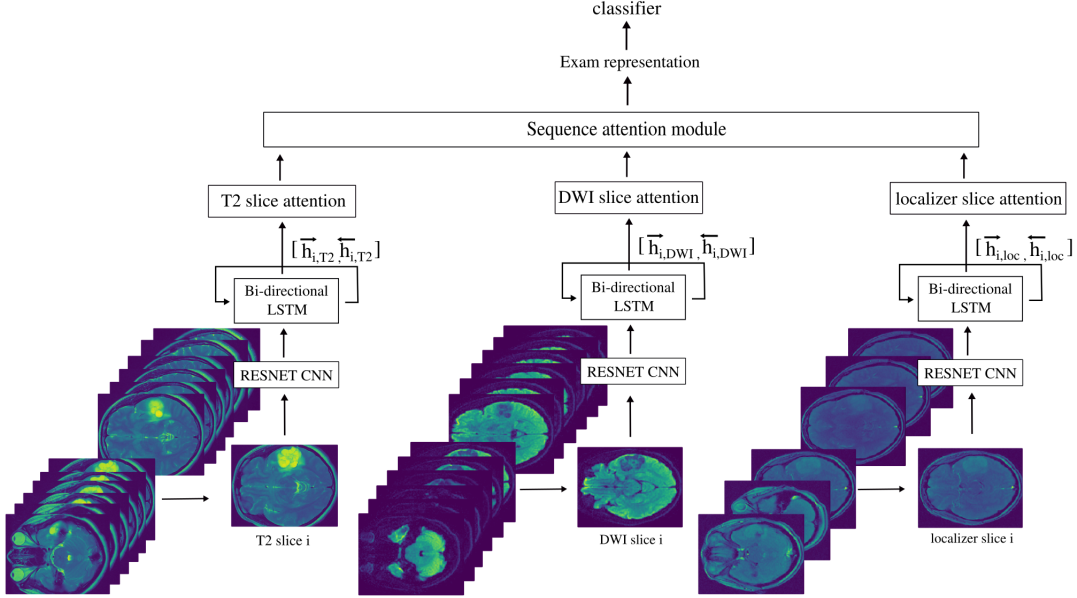 classifier
Exam representation
Sequence attention module
T2 slice attention
DWI slice attention
localizer slice attention
[ h⃗i,T2 , h⃖i,T2 ]
[ h⃗i,DWI , h⃖i,DWI ]
[ h⃗i,loc , h⃖i,loc ]
Bi-directional
LSTM
Bi-directional
LSTM
Bi-directional
LSTM
RESNET CNN
RESNET CNN
RESNET CNN
T2 slice i
DWI slice i
localizer slice i